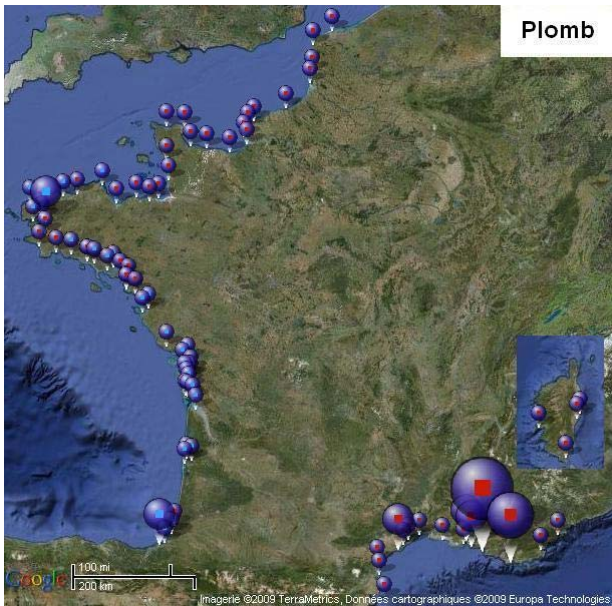 Plomb
Google
100 mi
200 km
Imagerie ©2009 TerraMetrics, Données cartographiques ©2009 Europa Technologies